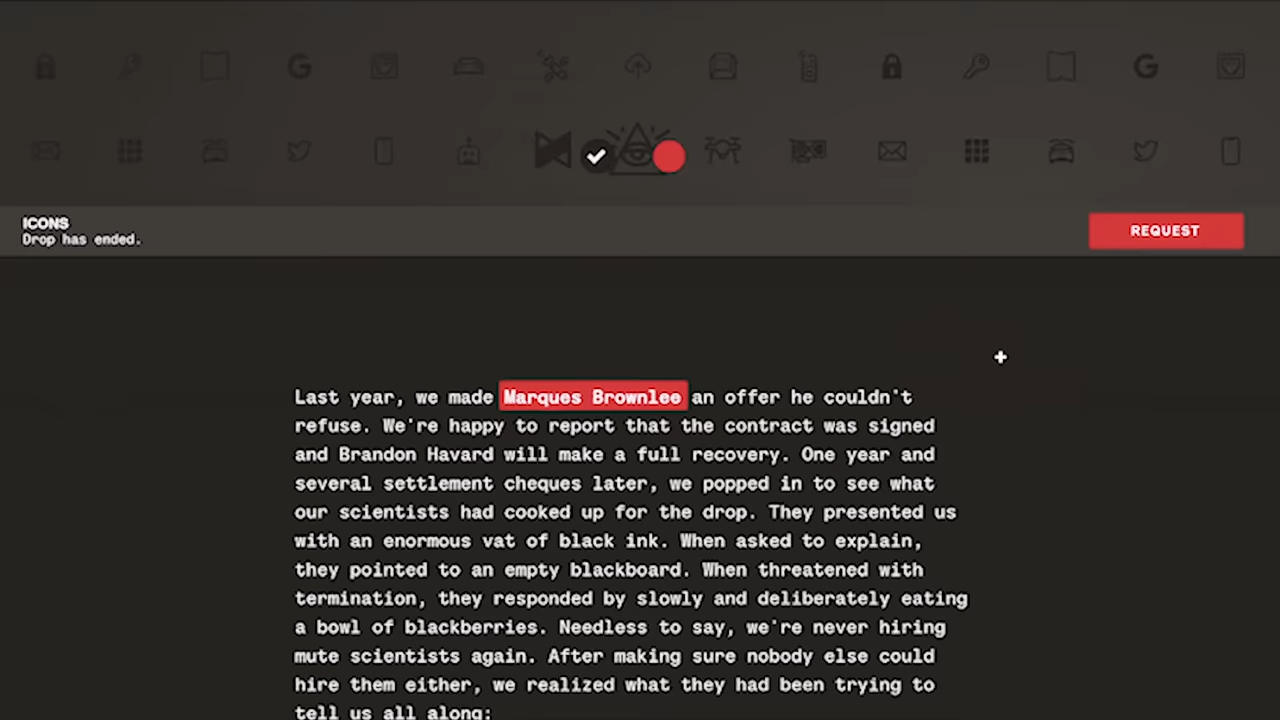 ICONS
Drop has ended.
REQUEST
Last year, we made Marques Brownlee an offer he couldn't
refuse. We're happy to report that the contract was signed
and Brandon Havard will make a full recovery. One year and
several settlement cheques later, we popped in to see what
our scientists had cooked up for the drop. They presented us
with an enormous vat of black ink. When asked to explain,
they pointed to an empty blackboard. When threatened with
termination, they responded by slowly and deliberately eating
a bowl of blackberries. Needless to say, we're never hiring
mute scientists again. After making sure nobody else could
hire them either, we realized what they had been trying to
tell us all along: